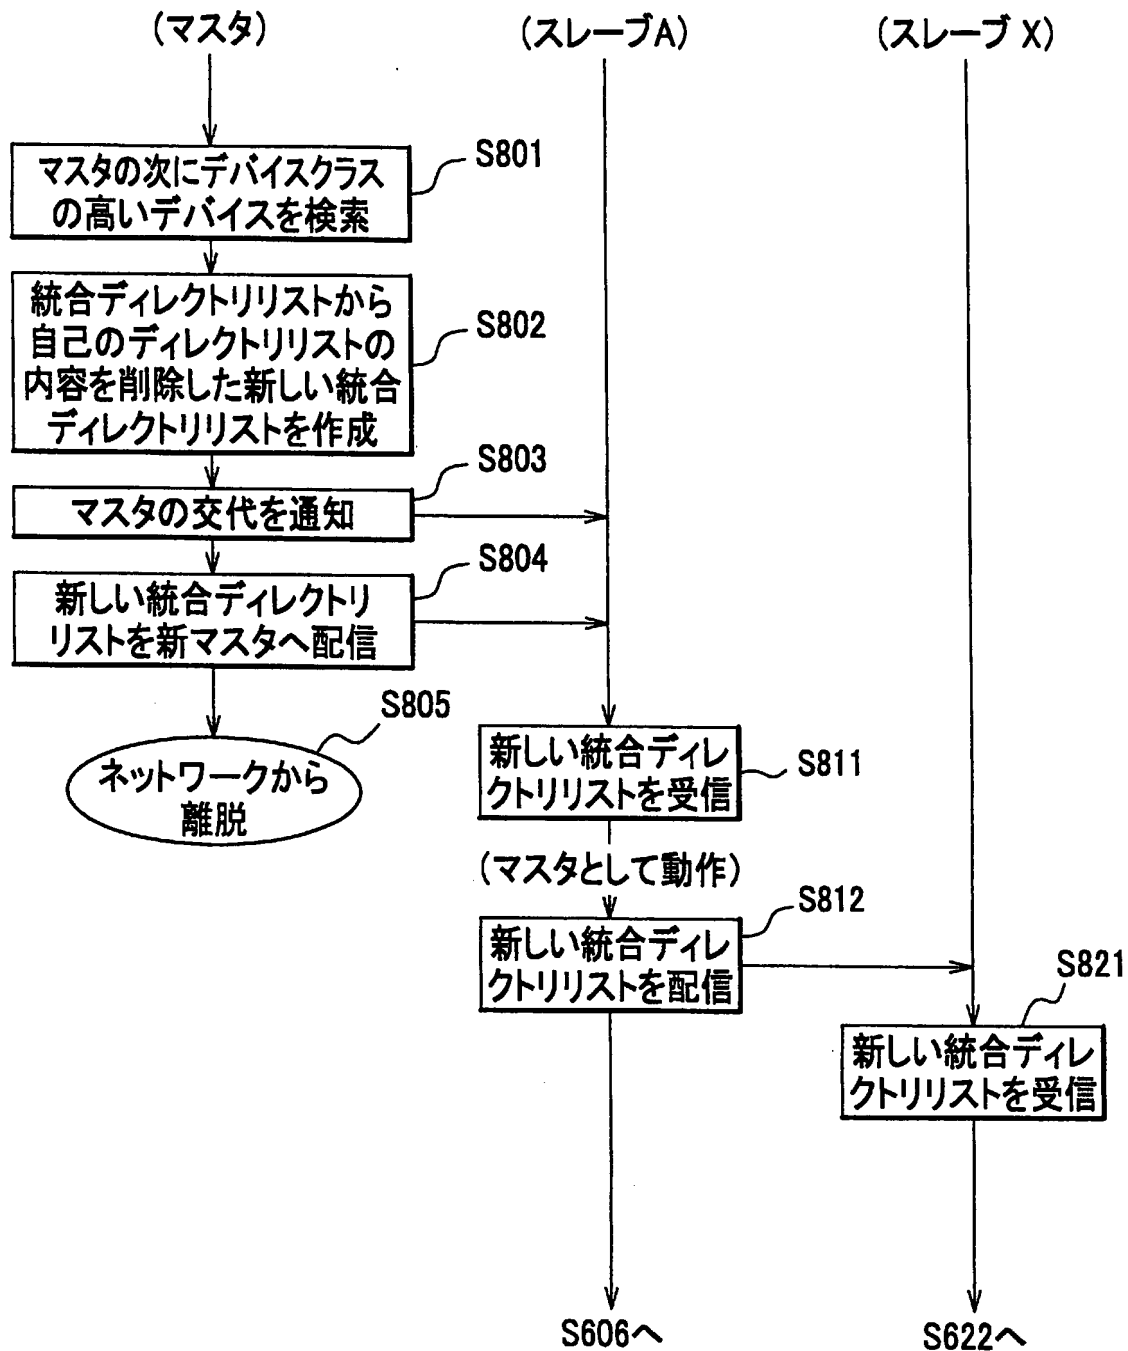 (マスタ)
(スレーブA)
(スレーブ X)
マスタの次にデバイスクラス
の高いデバイスを検索
S801
統合ディレクトリリストから
自己のディレクトリリストの
内容を削除した新しい統合
ディレクトリリストを作成
S802
マスタの交代を通知
S803
新しい統合ディレクトリ
リストを新マスタへ配信
S804
ネットワークから
離脱
S805
新しい統合ディレ
クトリリストを受信
S811
(マスタとして動作)
新しい統合ディレ
クトリリストを配信
S812
新しい統合ディレ
クトリリストを受信
S821
S606へ
S622へ